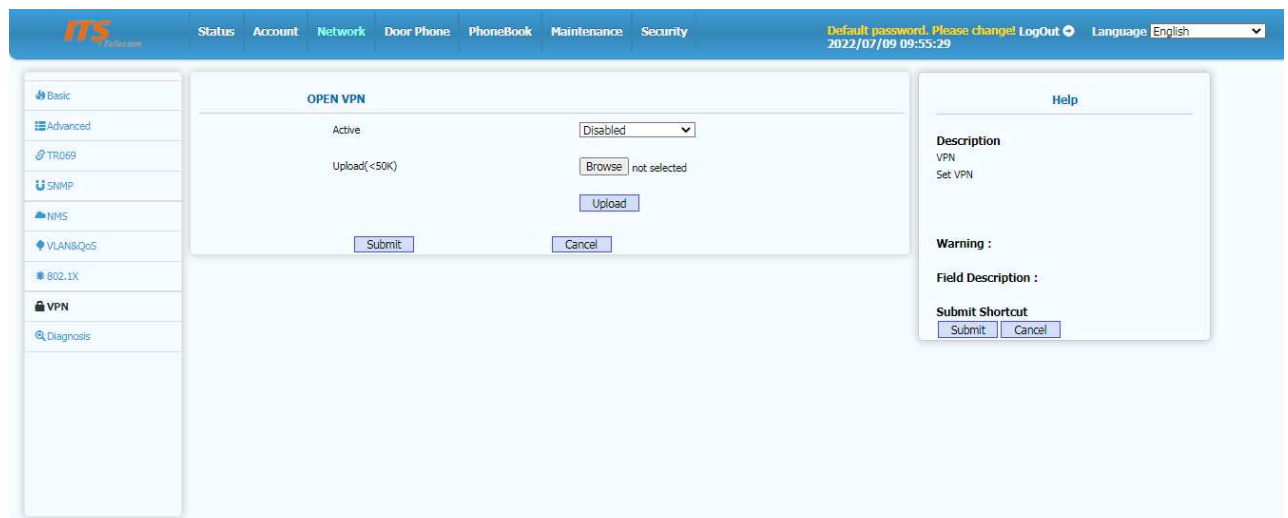 ITS
Telecom
Status Account Network Door Phone PhoneBook Maintenance Security
Default password. Please change! LogOut Language English
2022/07/09 09:55:29
Basic
Advanced
TR069
SNMP
NMS
VLAN&QoS
802.1X
VPN
Diagnosis
OPEN VPN
Active Disabled
Upload(<50K) Browse not selected
Upload
Submit Cancel
Help
Description
VPN
Set VPN
Warning :
Field Description :
Submit Shortcut
Submit Cancel